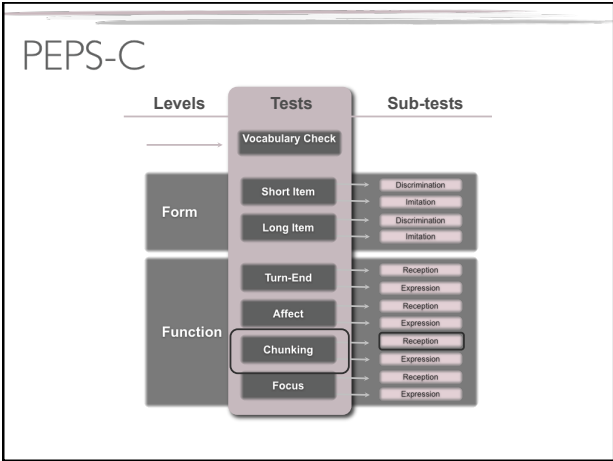 PEPS-C
Levels Tests Sub-tests
Vocabulary Check
Form
Short Item
Discrimination
Imitation
Long Item
Discrimination
Imitation
Function
Turn-End
Reception
Expression
Affect
Reception
Expression
Chunking
Reception
Expression
Focus
Reception
Expression